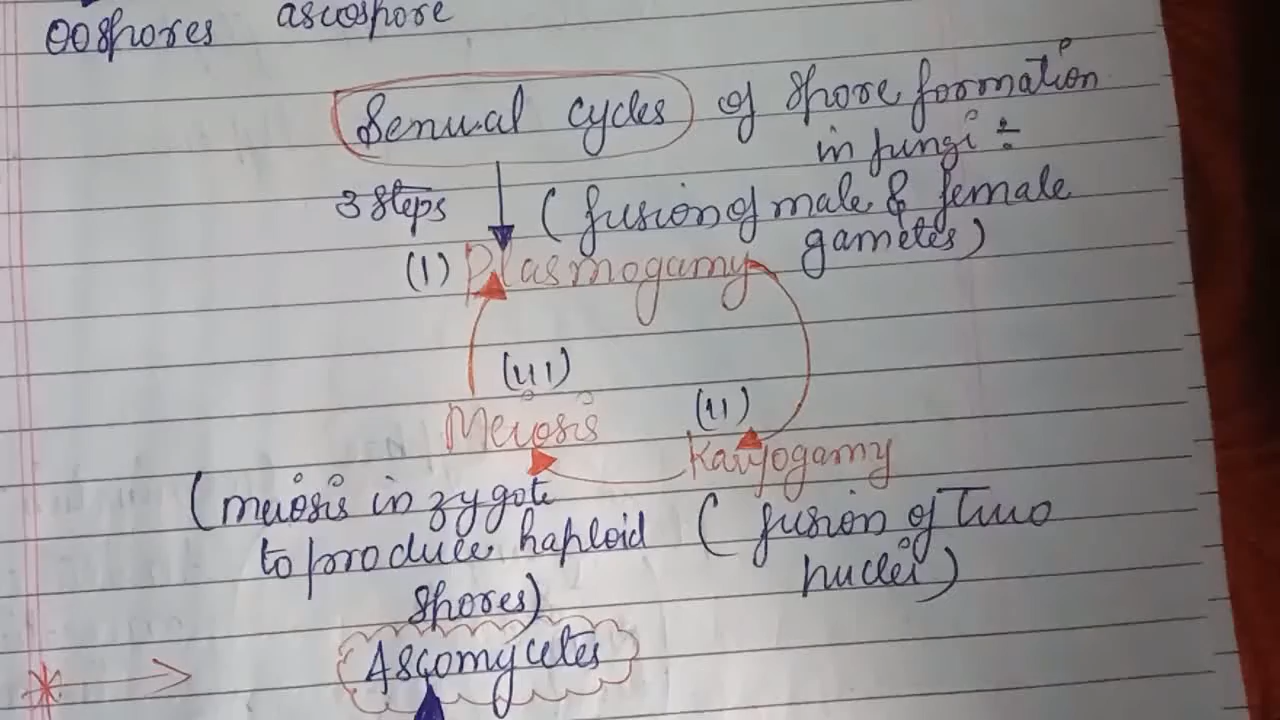 oospores ascospore
Sexual cycles of spore formation
in fungi :
3 steps (fusion of male & female
gametes)
(I) Plasmogamy
(III)
Meiosis
(II)
Karyogamy
(meiosis in zygote
to produce haploid
spores)
(fusion of Two
nuclei)
Ascomycetes